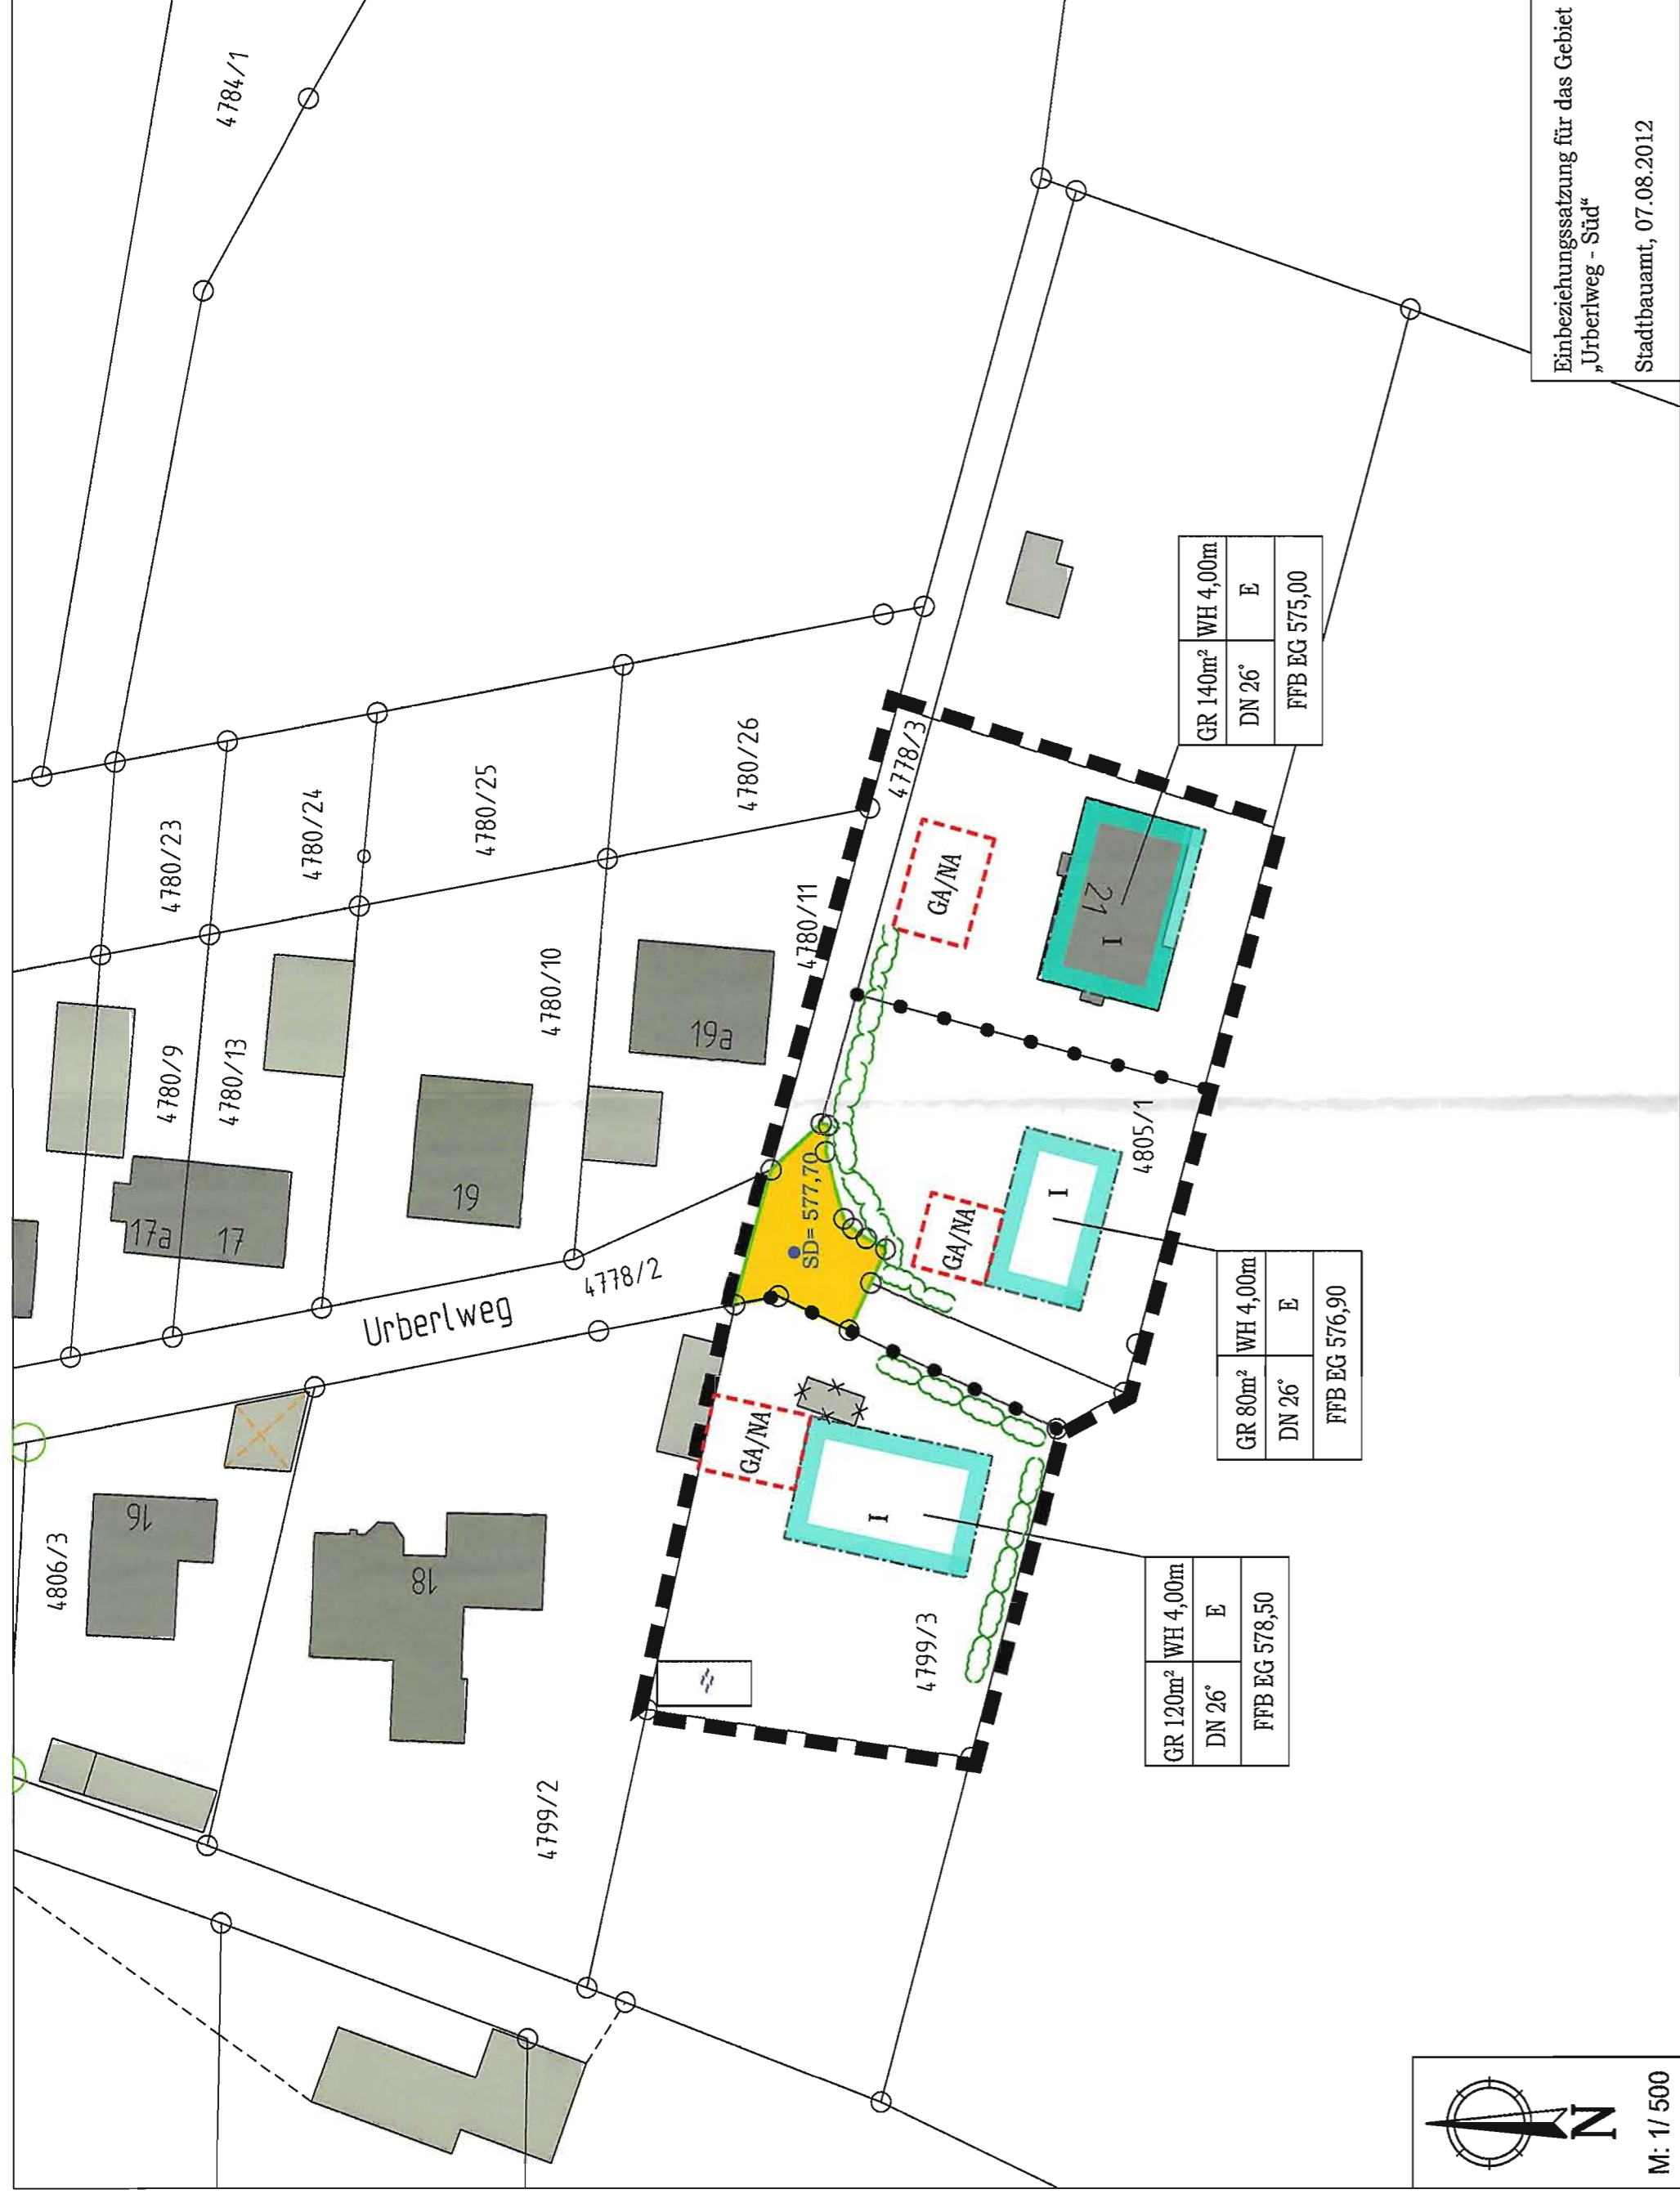 4784/1
4780/23
4780/24
4780/25
4780/26
4780/9
4780/13
4780/10
4780/11
4778/3
17a
17
19
19a
Urberlweg
4778/2
4806/3
16
18
4799/2
SD= 577,70
GA/NA
GA/NA
GA/NA
21
I
I
I
4805/1
4799/3
GR 120m² WH 4,00m
DN 26° E
FFB EG 578,50
GR 80m² WH 4,00m
DN 26° E
FFB EG 576,90
GR 140m² WH 4,00m
DN 26° E
FFB EG 575,00
N
M: 1/ 500
Einbeziehungssatzung für das Gebiet
„Urberlweg - Süd“
Stadtbauamt, 07.08.2012